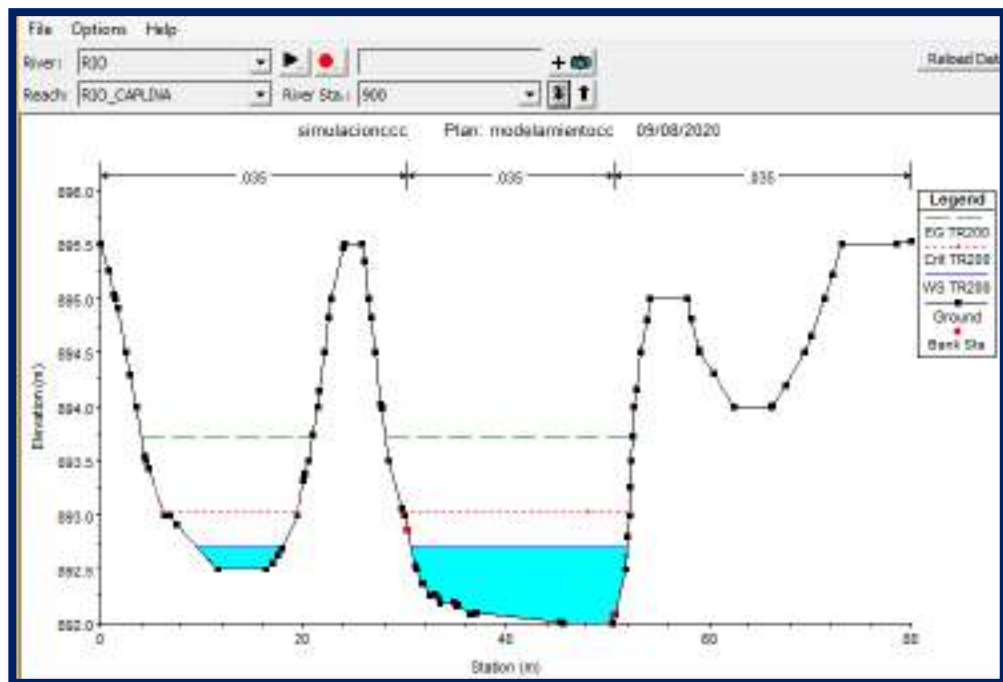 File Options Help
River: RIO
Reload Dat
Reach: RIO_CAPLINA River Sta.: 900
simulacionccc Plan: modelamientocc 09/08/2020
.035 .035 .035
896.0
895.5
895.0
894.5
894.0
893.5
893.0
892.5
892.0
Elevation (m)
0 20 40 60 80
Station (m)
Legend
EG TR200
Crit TR200
WS TR200
Ground
Bank Sta